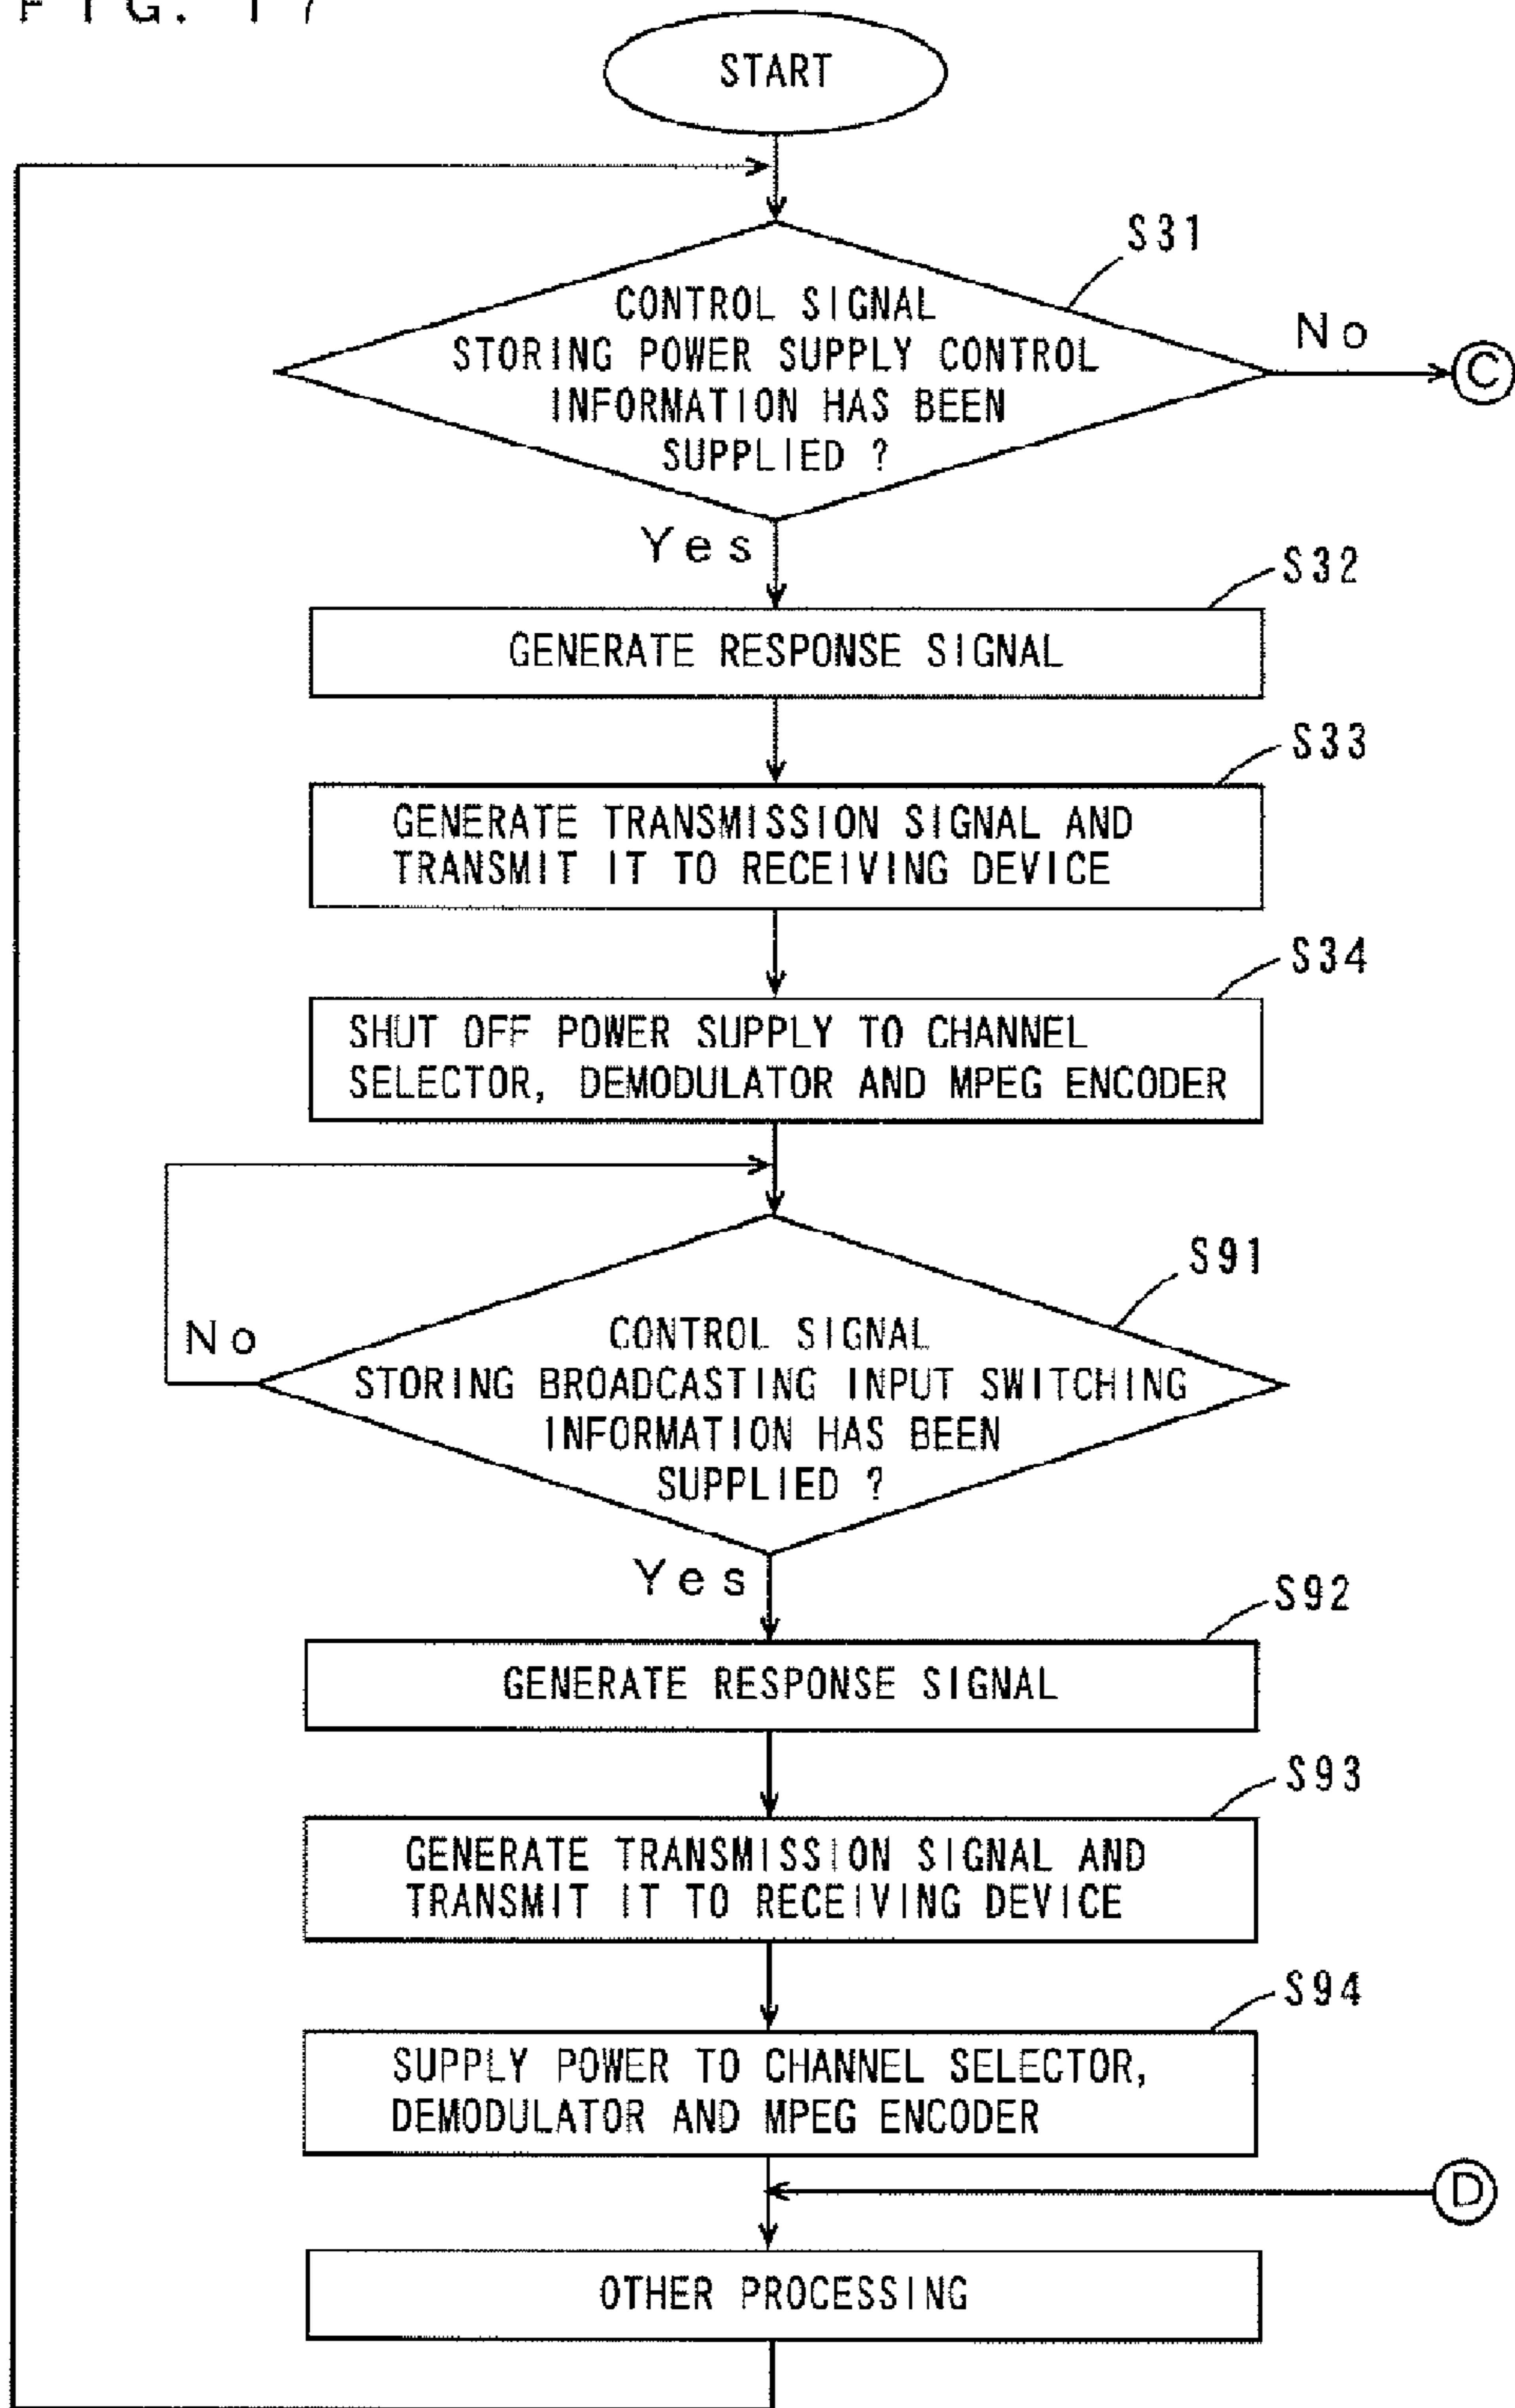 FIG. 17
START
S31
CONTROL SIGNAL
STORING POWER SUPPLY CONTROL
INFORMATION HAS BEEN
SUPPLIED ?
No
C
Yes
S32
GENERATE RESPONSE SIGNAL
S33
GENERATE TRANSMISSION SIGNAL AND
TRANSMIT IT TO RECEIVING DEVICE
S34
SHUT OFF POWER SUPPLY TO CHANNEL
SELECTOR, DEMODULATOR AND MPEG ENCODER
S91
No
CONTROL SIGNAL
STORING BROADCASTING INPUT SWITCHING
INFORMATION HAS BEEN
SUPPLIED ?
Yes
S92
GENERATE RESPONSE SIGNAL
S93
GENERATE TRANSMISSION SIGNAL AND
TRANSMIT IT TO RECEIVING DEVICE
S94
SUPPLY POWER TO CHANNEL SELECTOR,
DEMODULATOR AND MPEG ENCODER
D
OTHER PROCESSING